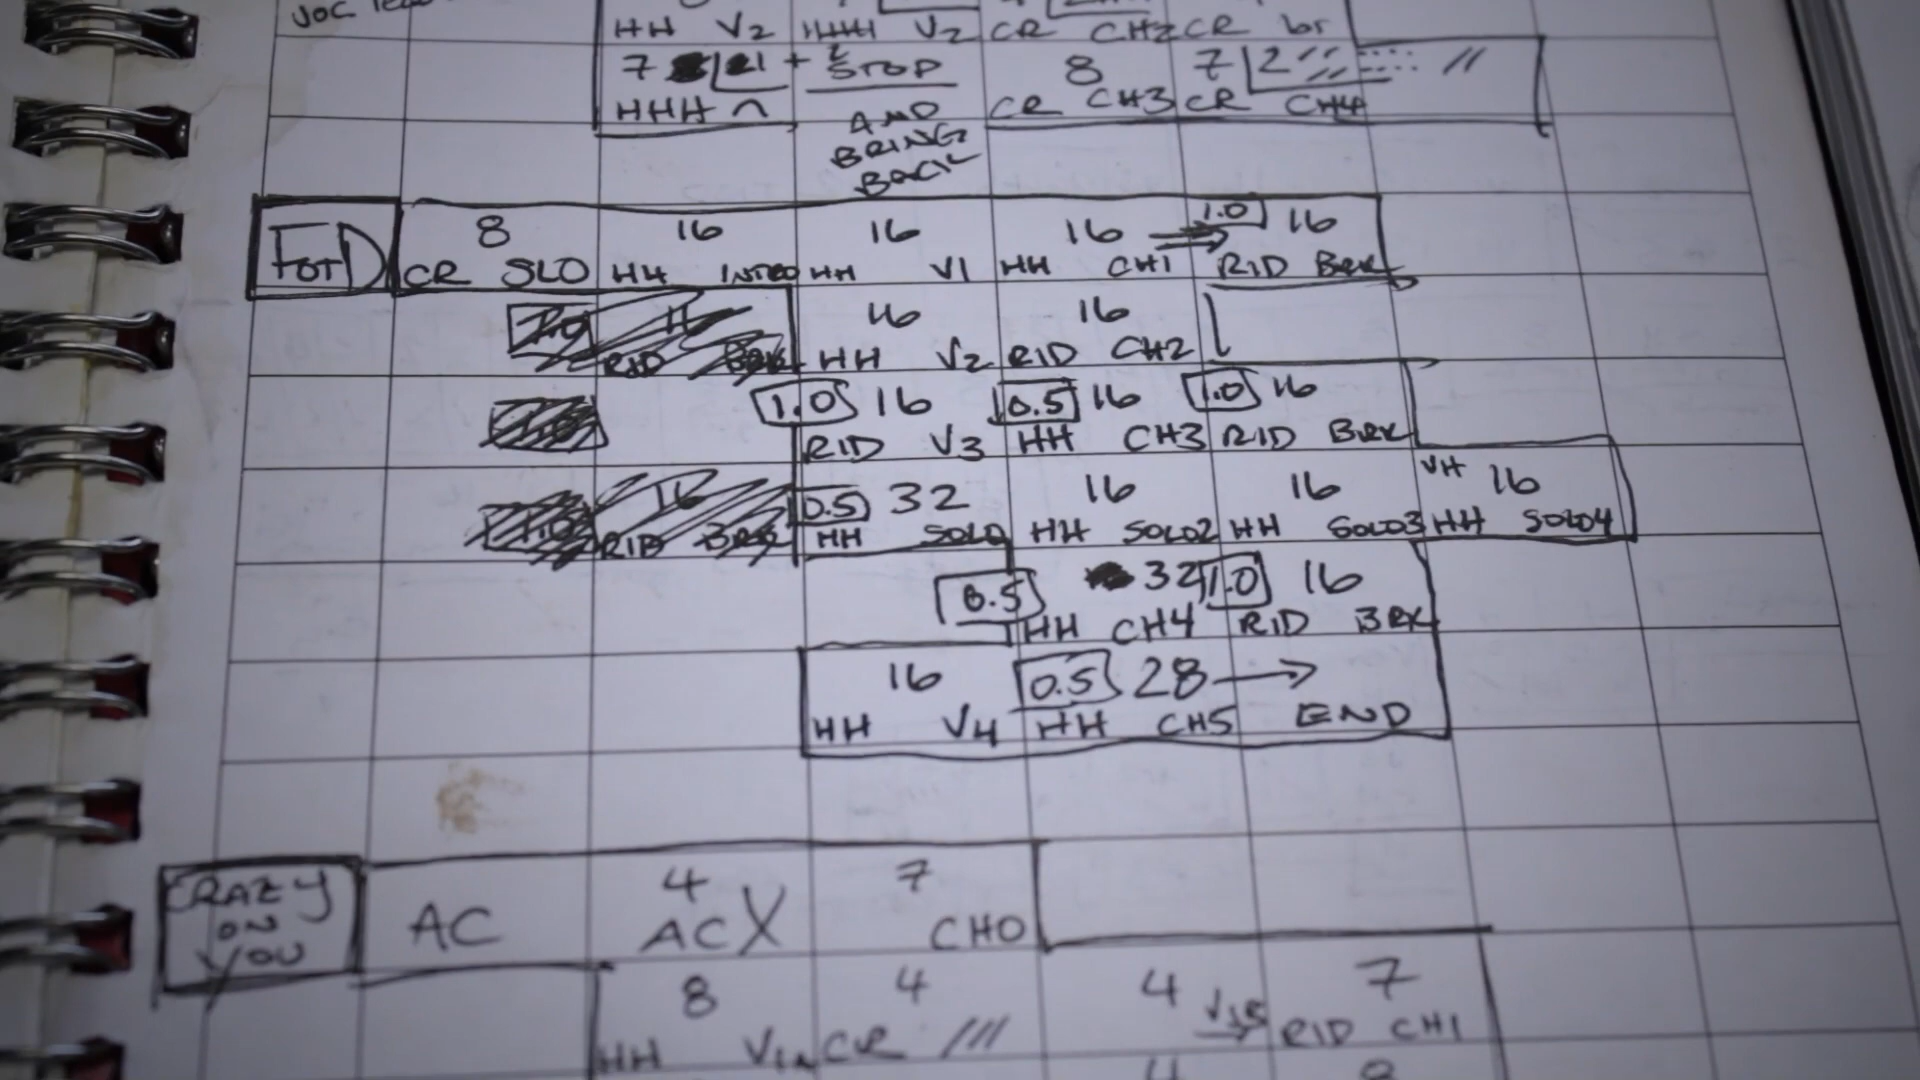 VOC
HH V2 HHH V2 CR CH2 CR br
7 + 2 STOP 8 7 2 //
HHH CR CH3 CR CH4
AND
BRING
BACK
FOTD 8 16 16 16 → 1.0 16
CR SLO HH INTRO HH V1 HH CH1 RID BRK
16 16
RID BRK HH V2 RID CH2
1.0 16 0.5 16 1.0 16
RID V3 HH CH3 RID BRK
16 0.5 32 16 16 VH 16
RID BRK HH SOLO HH SOLO2 HH SOLO3 HH SOLO4
0.5 32 1.0 16
HH CH4 RID BRK
16 0.5 28 →
HH V4 HH CH5 END
CRAZY 4 7
ON AC ACX CHO
YOU
8 4 4 7
HH CR /// RID CH1
4 8